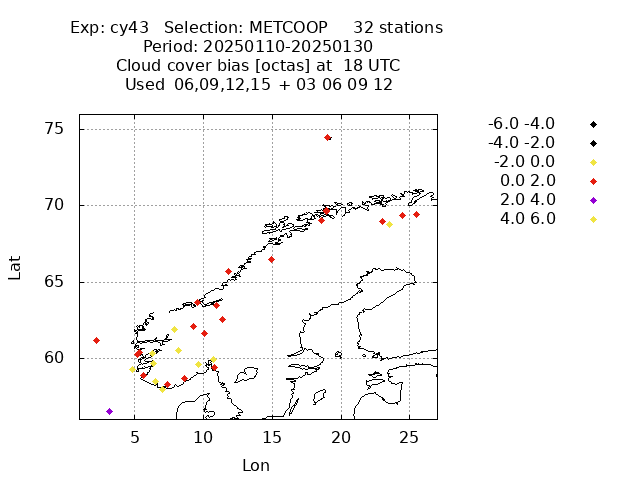 Exp: cy43 Selection: METCOOP 32 stations
Period: 20250110-20250130
Cloud cover bias [octas] at 18 UTC
Used 06,09,12,15 + 03 06 09 12
75
70
65
60
Lat
5 10 15 20 25
Lon
-6.0 -4.0
-4.0 -2.0
-2.0 0.0
0.0 2.0
2.0 4.0
4.0 6.0